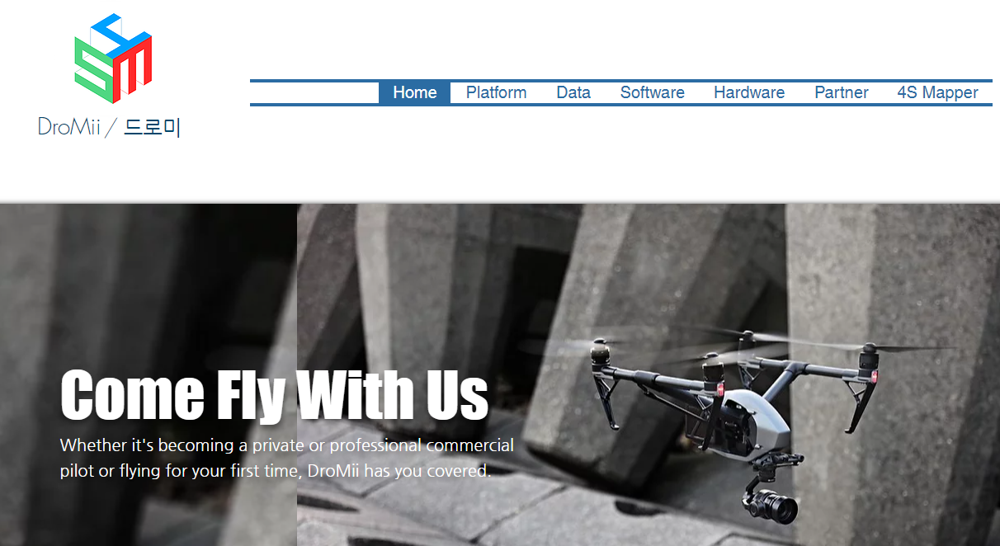 DroMii / 드로미
Home Platform Data Software Hardware Partner 4S Mapper
Come Fly With Us
Whether it's becoming a private or professional commercial
pilot or flying for your first time, DroMii has you covered.